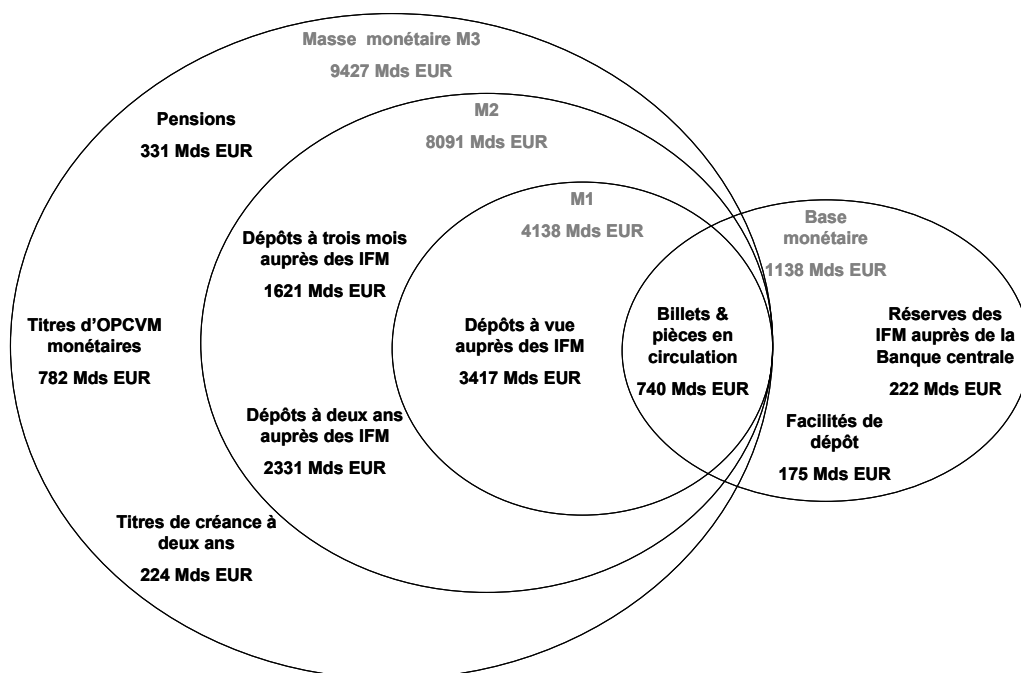 Masse monétaire M3
9427 Mds EUR
Pensions
331 Mds EUR
M2
8091 Mds EUR
M1
4138 Mds EUR
Base
monétaire
1138 Mds EUR
Dépôts à trois mois
auprès des IFM
1621 Mds EUR
Titres d'OPCVM
monétaires
782 Mds EUR
Dépôts à vue
auprès des IFM
3417 Mds EUR
Billets &
pièces en
circulation
740 Mds EUR
Réserves des
IFM auprès de la
Banque centrale
222 Mds EUR
Dépôts à deux ans
auprès des IFM
2331 Mds EUR
Facilités de
dépôt
175 Mds EUR
Titres de créance à
deux ans
224 Mds EUR